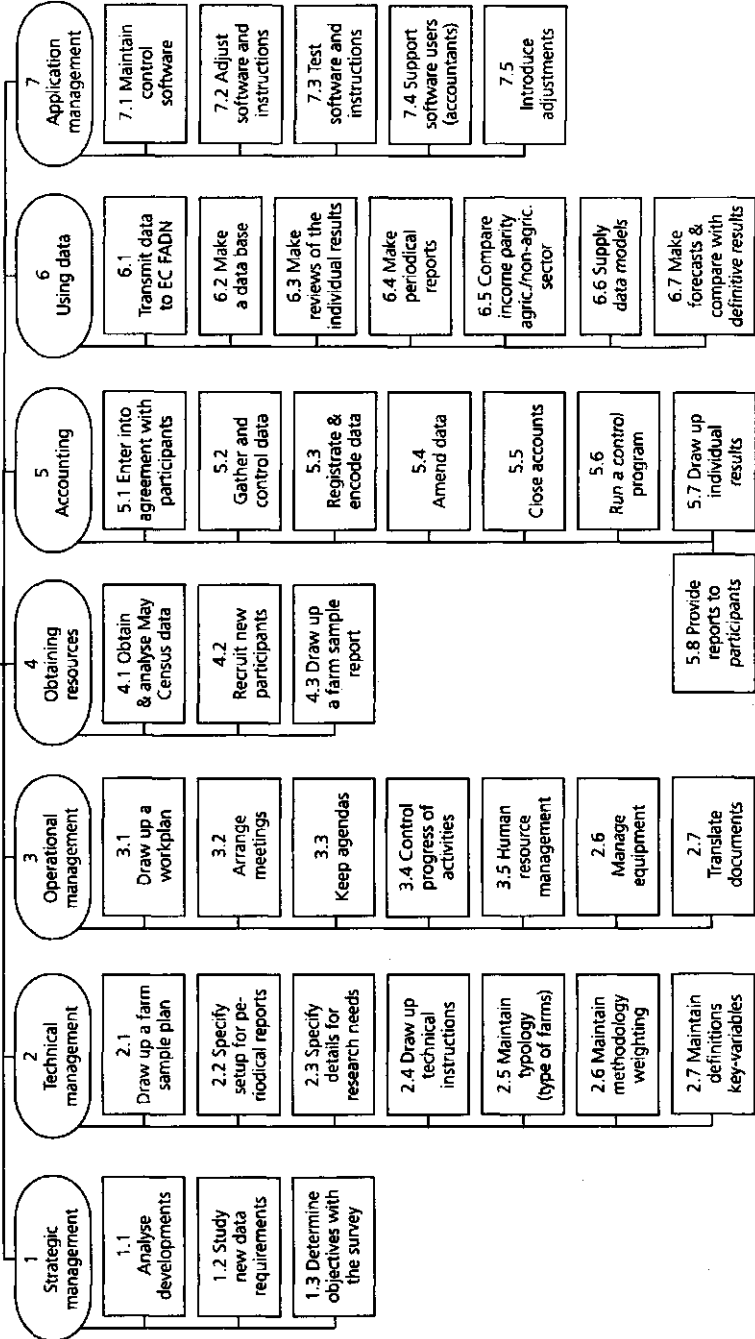 1
Strategic
management
1.1
Analyse
developments
1.2 Study
new data
requirements
1.3 Determine
objectives with
the survey
2
Technical
management
2.1
Draw up a farm
sample plan
2.2 Specify
setup for pe-
riodical reports
2.3 Specify
details for
research needs
2.4 Draw up
technical
instructions
2.5 Maintain
typology
(type of farms)
2.6 Maintain
methodology
weighting
2.7 Maintain
definitions
key-variables
3
Operational
management
3.1
Draw up a
workplan
3.2
Arrange
meetings
3.3
Keep agendas
3.4 Control
progress of
activities
3.5 Human
resource
management
2.6
Manage
equipment
2.7
Translate
documents
4
Obtaining
resources
4.1 Obtain
& analyse May
Census data
4.2
Recruit new
participants
4.3 Draw up
a farm sample
report
5
Accounting
5.1 Enter into
agreement with
participants
5.2
Gather and
control data
5.3
Registrate &
encode data
5.4
Amend data
5.5
Close accounts
5.6
Run a control
program
5.7 Draw up
individual
results
5.8 Provide
reports to
participants
6
Using data
6.1
Transmit data
to EC FADN
6.2 Make
a data base
6.3 Make
reviews of the
individual results
6.4 Make
periodical
reports
6.5 Compare
income parity
agric./non-agric.
sector
6.6 Supply
data models
6.7 Make
forecasts &
compare with
definitive results
7
Application
management
7.1 Maintain
control
software
7.2 Adjust
software and
instructions
7.3 Test
software and
instructions
7.4 Support
software users
(accountants)
7.5
Introduce
adjustments